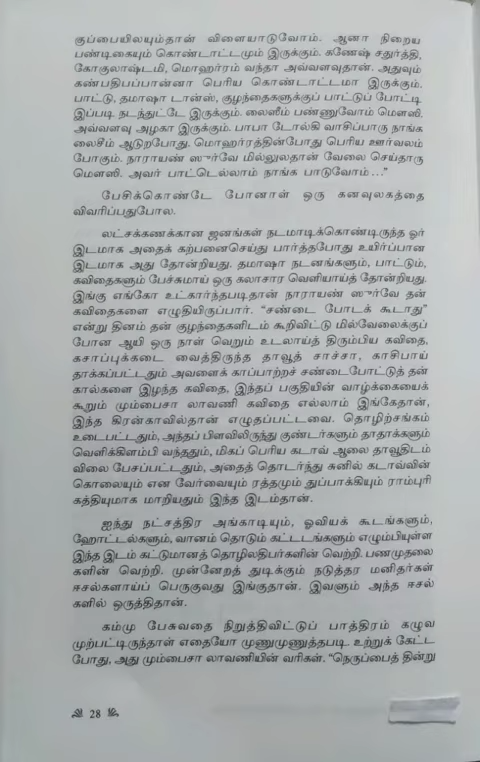 குப்பையிலயும்தான் விளையாடுவோம். ஆனா நிறைய
பண்டிகையும் கொண்டாட்டமும் இருக்கும். கணேஷ் சதுர்த்தி,
கோகுலாஷ்டமி, மொஹர்ரம் வந்தா அவ்வளவுதான். அதுவும்
கண்பதிபப்பான்னா பெரிய கொண்டாட்டமா இருக்கும்.
பாட்டு, தமாஷா டான்ஸ், குழந்தைகளுக்குப் பாட்டுப் போட்டி
இப்படி நடந்துட்டே இருக்கும். லைஸீம் பண்ணுவோம் மௌஸி.
அவ்வளவு அழகா இருக்கும். பாபா டோல்கி வாசிப்பாரு நாங்க
லைசீம் ஆடுறபோது. மொஹர்ரத்தின்போது பெரிய ஊர்வலம்
போகும். நாராயண் ஸுர்வே மில்லுலதான் வேலை செய்தாரு
மௌஸி. அவர் பாட்டெல்லாம் நாங்க பாடுவோம்..."
பேசிக்கொண்டே போனாள் ஒரு கனவுலகத்தை
விவரிப்பதுபோல.
லட்சக்கணக்கான ஜனங்கள் நடமாடிக்கொண்டிருந்த ஓர்
இடமாக அதைக் கற்பனைசெய்து பார்த்தபோது உயிர்ப்பான
இடமாக அது தோன்றியது. தமாஷா நடனங்களும், பாட்டும்,
கவிதைகளும் பேச்சுமாய் ஒரு கலாசார வெளியாய்த் தோன்றியது.
இங்கு எங்கோ உட்கார்ந்தபடிதான் நாராயண் ஸுர்வே தன்
கவிதைகளை எழுதியிருப்பார். "சண்டை போடக் கூடாது"
என்று தினம் தன் குழந்தைகளிடம் கூறிவிட்டு மில்வேலைக்குப்
போன ஆயி ஒரு நாள் வெறும் உடலாய்த் திரும்பிய கவிதை,
கசாப்புக்கடை வைத்திருந்த தாவூத் சாச்சா, காசிபாய்
தாக்கப்பட்டதும் அவளைக் காப்பாற்றச் சண்டைபோட்டுத் தன்
கால்களை இழந்த கவிதை, இந்தப் பகுதியின் வாழ்க்கையைக்
கூறும் மும்பைசா லாவணி கவிதை எல்லாம் இங்கேதான்,
இந்த கிரன்காவில்தான் எழுதப்பட்டவை. தொழிற்சங்கம்
உடைபட்டதும், அந்தப் பிளவிலிருந்து குண்டர்களும் தாதாக்களும்
வெளிக்கிளம்பி வந்ததும், மிகப் பெரிய கடாவ் ஆலை தாவூதிடம்
விலை பேசப்பட்டதும், அதைத் தொடர்ந்து சுனில் கடாவ்வின்
கொலையும் என வேர்வையும் ரத்தமும் துப்பாக்கியும் ராம்புரி
கத்தியுமாக மாறியதும் இந்த இடம்தான்.
ஐந்து நட்சத்திர அங்காடியும், ஓவியக் கூடங்களும்,
ஹோட்டல்களும், வானம் தொடும் கட்டடங்களும் எழும்பியுள்ள
இந்த இடம் கட்டுமானத் தொழிலதிபர்களின் வெற்றி. பணமுதலை
களின் வெற்றி. முன்னேறத் துடிக்கும் நடுத்தர மனிதர்கள்
ஈசல்களாய்ப் பெருகுவது இங்குதான். இவளும் அந்த ஈசல்
களில் ஒருத்திதான்.
கம்மு பேசுவதை நிறுத்திவிட்டுப் பாத்திரம் கழுவ
முற்பட்டிருந்தாள் எதையோ முணுமுணுத்தபடி உற்றுக் கேட்ட
போது, அது மும்பைசா லாவணியின் வரிகள். "நெருப்பைத் தின்று
28